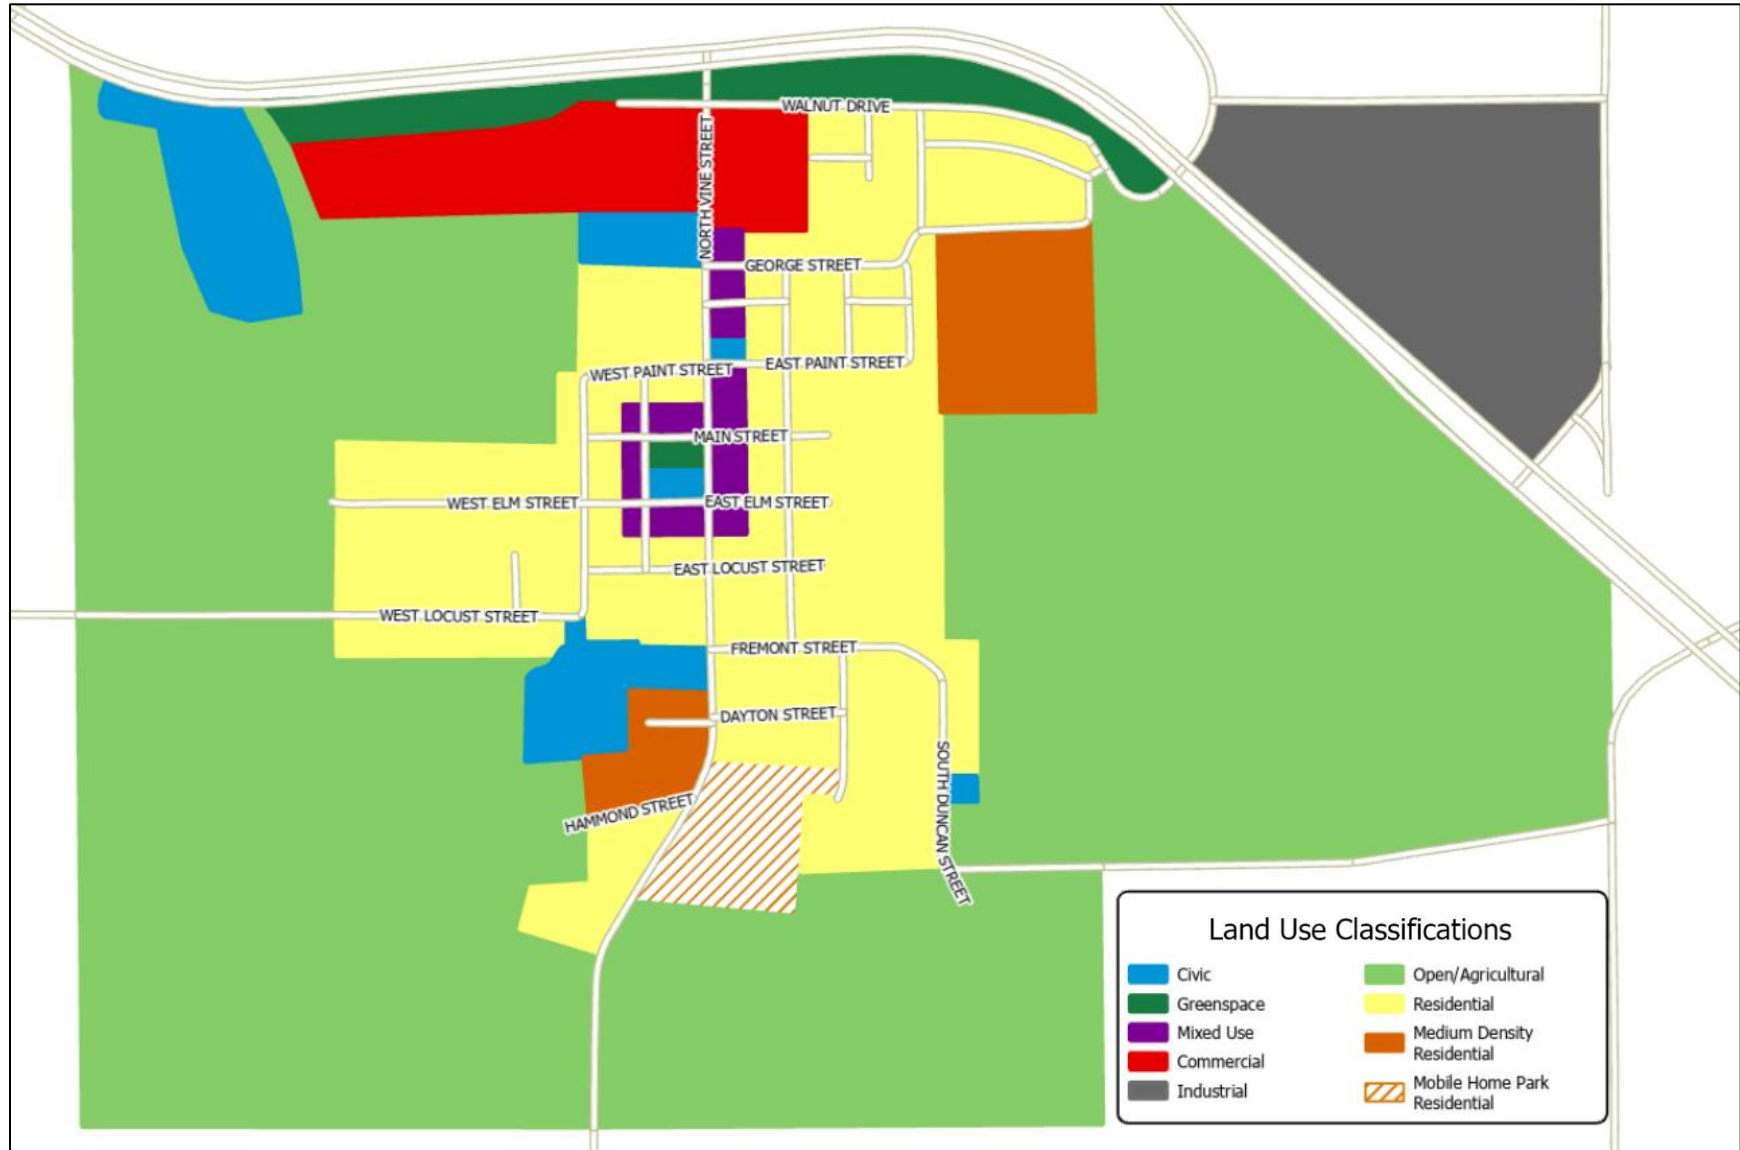 WALNUT DRIVE
NORTH VINE STREET
GEORGE STREET
WEST PAINT STREET
EAST PAINT STREET
MAIN STREET
WEST ELM STREET
EAST ELM STREET
EAST LOCUST STREET
WEST LOCUST STREET
FREMONT STREET
DAYTON STREET
SOUTH DUNCAN STREET
HAMMOND STREET
Land Use Classifications
Civic
Greenspace
Mixed Use
Commercial
Industrial
Open/Agricultural
Residential
Medium Density
Residential
Mobile Home Park
Residential